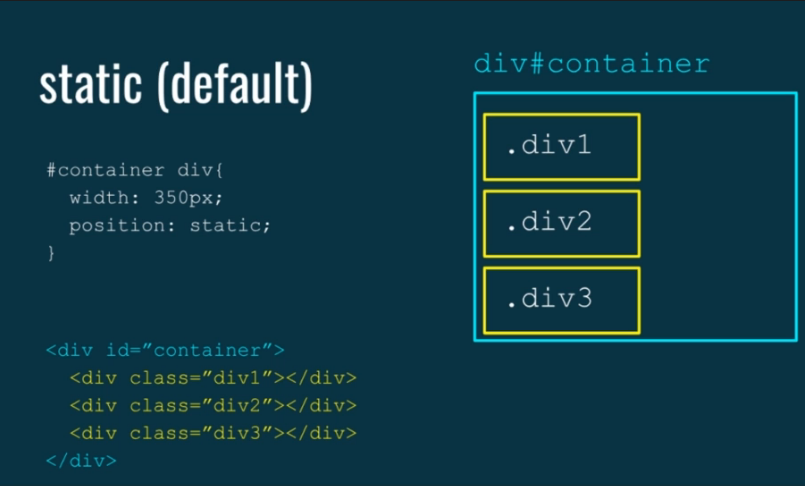 static (default)
#container div{
width: 350px;
position: static;
}
<div id=”container”>
<div class=”div1”></div>
<div class=”div2”></div>
<div class=”div3”></div>
</div>
div#container
.div1
.div2
.div3